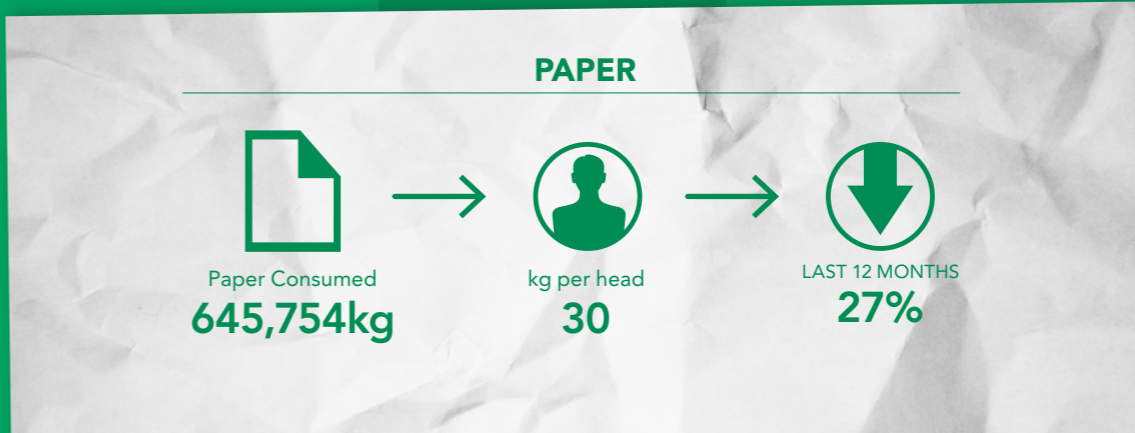 PAPER
Paper Consumed
645,754kg
kg per head
30
LAST 12 MONTHS
27%